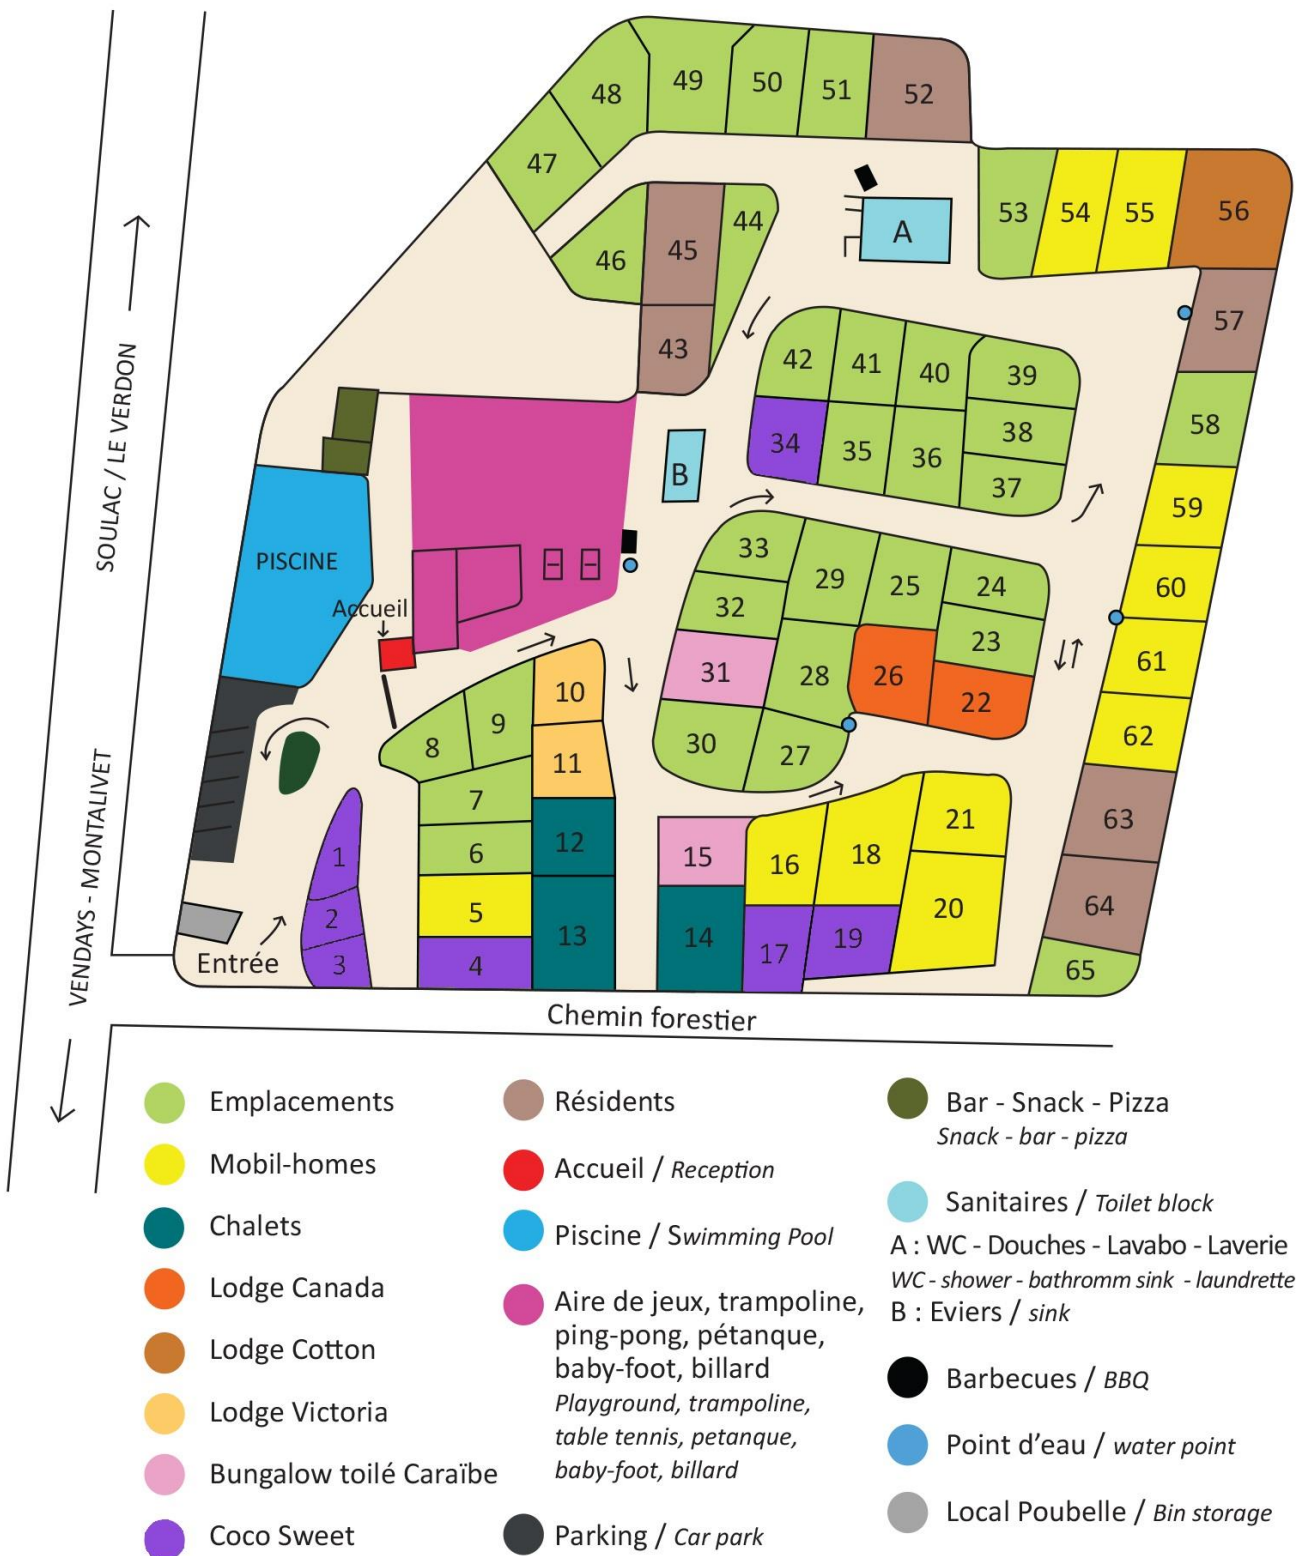 48
49
50
51
52
47
53
54
55
56
44
46
45
A
57
43
42
41
40
39
58
34
35
36
38
37
B
59
SOULAC / LE VERDON
PISCINE
33
29
25
24
60
Accueil
32
23
61
31
28
26
22
62
10
9
8
30
27
11
7
VENDAYS - MONTALIVET
1
6
12
15
16
18
21
63
2
5
13
14
20
64
Entrée
3
4
17
19
65
Chemin forestier
Emplacements
Mobil-homes
Chalets
Lodge Canada
Lodge Cotton
Lodge Victoria
Bungalow toilé Caraïbe
Coco Sweet
Résidents
Accueil / Reception
Piscine / Swimming Pool
Aire de jeux, trampoline,
ping-pong, pétanque,
baby-foot, billard
Playground, trampoline,
table tennis, petanque,
baby-foot, billard
Parking / Car park
Bar - Snack - Pizza
Snack - bar - pizza
Sanitaires / Toilet block
A : WC - Douches - Lavabo - Laverie
WC - shower - bathromm sink - laundrette
B : Eviers / sink
Barbecues / BBQ
Point d’eau / water point
Local Poubelle / Bin storage